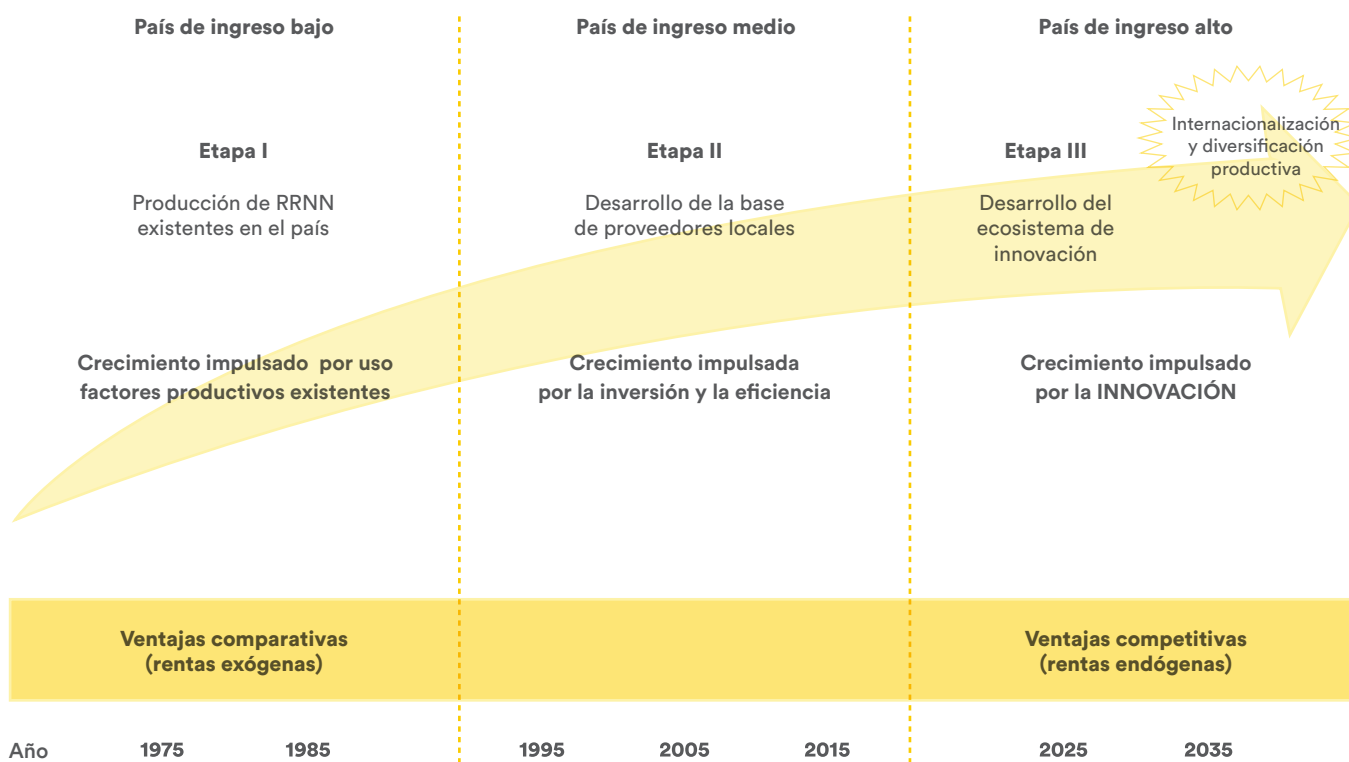 País de ingreso bajo
País de ingreso medio
País de ingreso alto
Internacionalización
y diversificación
productiva
Etapa I
Etapa II
Etapa III
Producción de RRNN
existentes en el país
Desarrollo de la base
de proveedores locales
Desarrollo del
ecosistema de
innovación
Crecimiento impulsado por uso
factores productivos existentes
Crecimiento impulsada
por la inversión y la eficiencia
Crecimiento impulsado
por la INNOVACIÓN
Ventajas comparativas
(rentas exógenas)
Ventajas competitivas
(rentas endógenas)
Año 1975 1985 1995 2005 2015 2025 2035